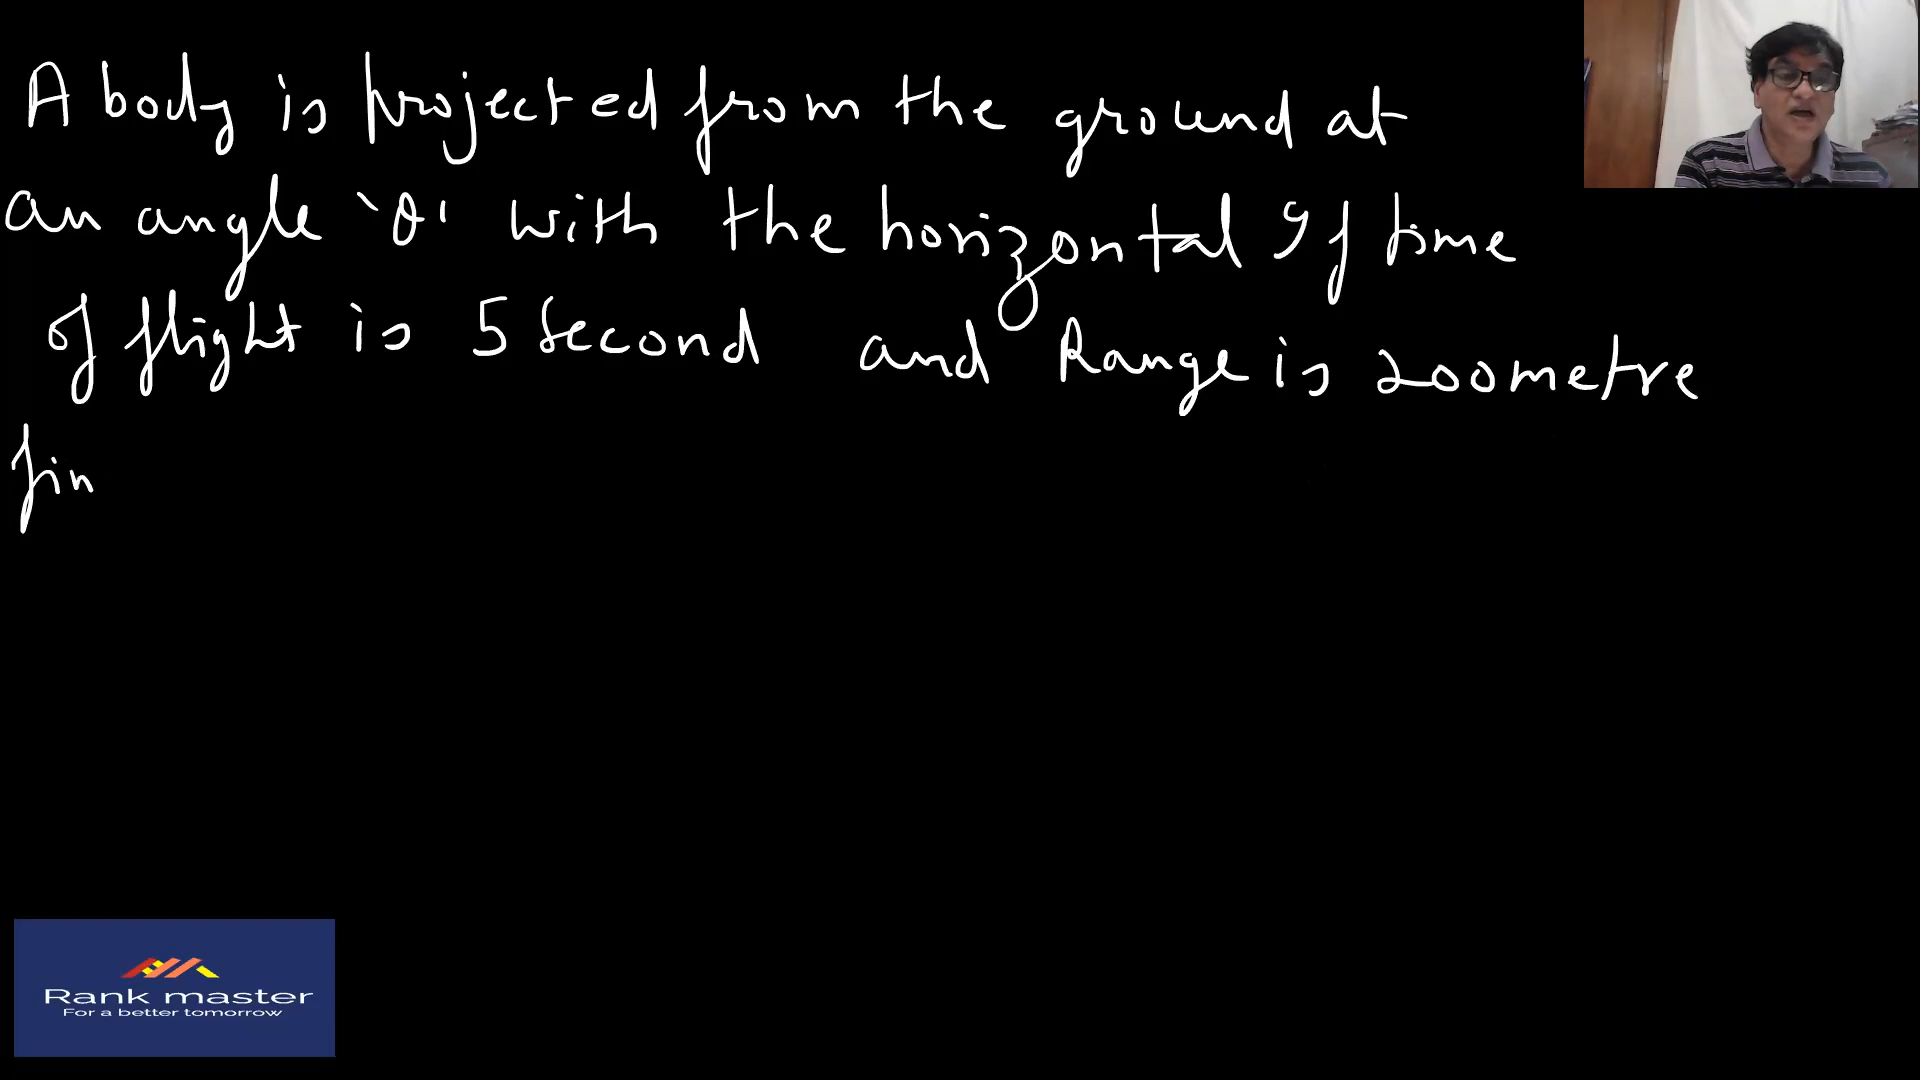 A body is projected from the ground at
an angle 'θ' with the horizontal If time
of flight is 5 second and Range is 200metre
fin
Rank master
For a better tomorrow